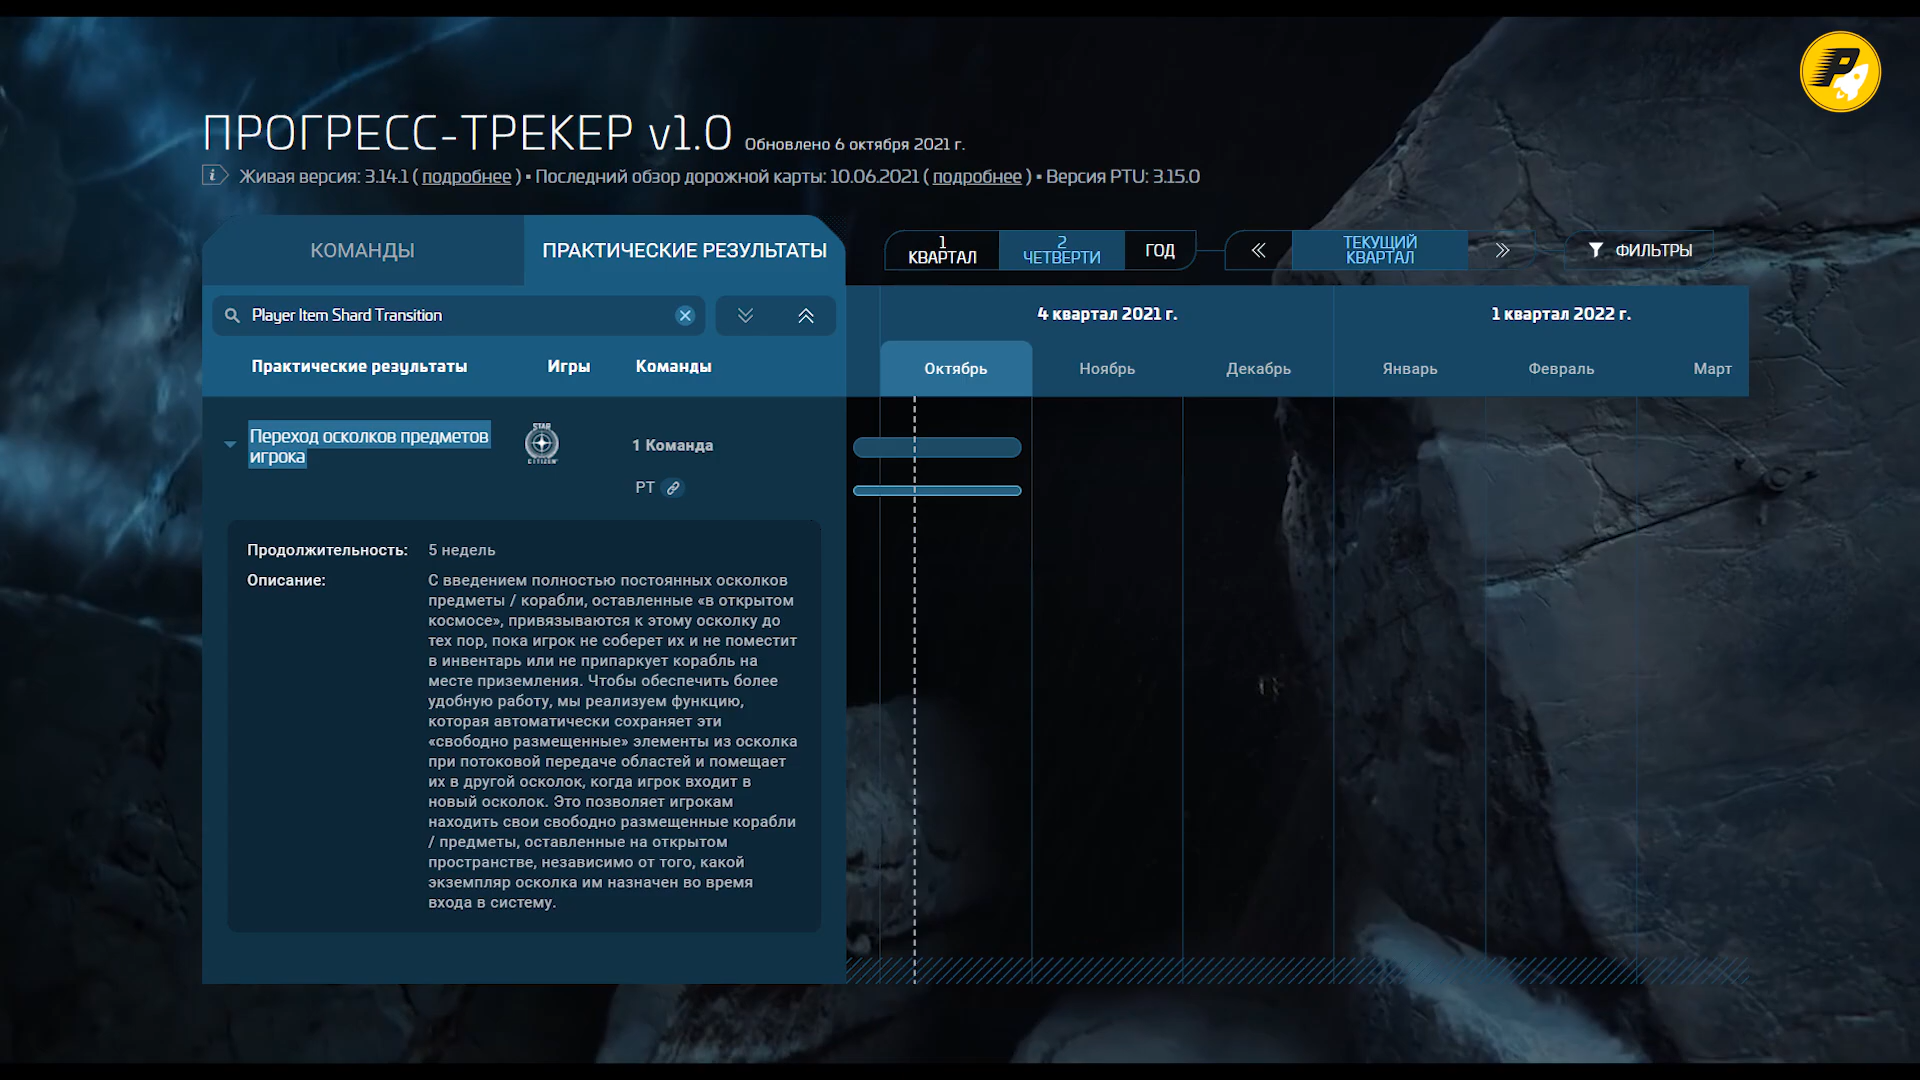 ПРОГРЕСС-ТРЕКЕР v1.0 Обновлено 6 октября 2021 г.
Живая версия: 3.14.1 ( подробнее ) • Последний обзор дорожной карты: 10.06.2021 ( подробнее ) • Версия PTU: 3.15.0
КОМАНДЫ
ПРАКТИЧЕСКИЕ РЕЗУЛЬТАТЫ
1
КВАРТАЛ
2
ЧЕТВЕРТИ
ГОД
ТЕКУЩИЙ
КВАРТАЛ
ФИЛЬТРЫ
Player Item Shard Transition
4 квартал 2021 г.
1 квартал 2022 г.
Практические результаты
Игры
Команды
Октябрь
Ноябрь
Декабрь
Январь
Февраль
Март
Переход осколков предметов
игрока
STAR
CITIZEN
1 Команда
PT
Продолжительность:
5 недель
Описание:
С введением полностью постоянных осколков
предметы / корабли, оставленные «в открытом
космосе», привязываются к этому осколку до
тех пор, пока игрок не соберет их и не поместит
в инвентарь или не припаркует корабль на
месте приземления. Чтобы обеспечить более
удобную работу, мы реализуем функцию,
которая автоматически сохраняет эти
«свободно размещенные» элементы из осколка
при потоковой передаче областей и помещает
их в другой осколок, когда игрок входит в
новый осколок. Это позволяет игрокам
находить свои свободно размещенные корабли
/ предметы, оставленные на открытом
пространстве, независимо от того, какой
экземпляр осколка им назначен во время
входа в систему.
P